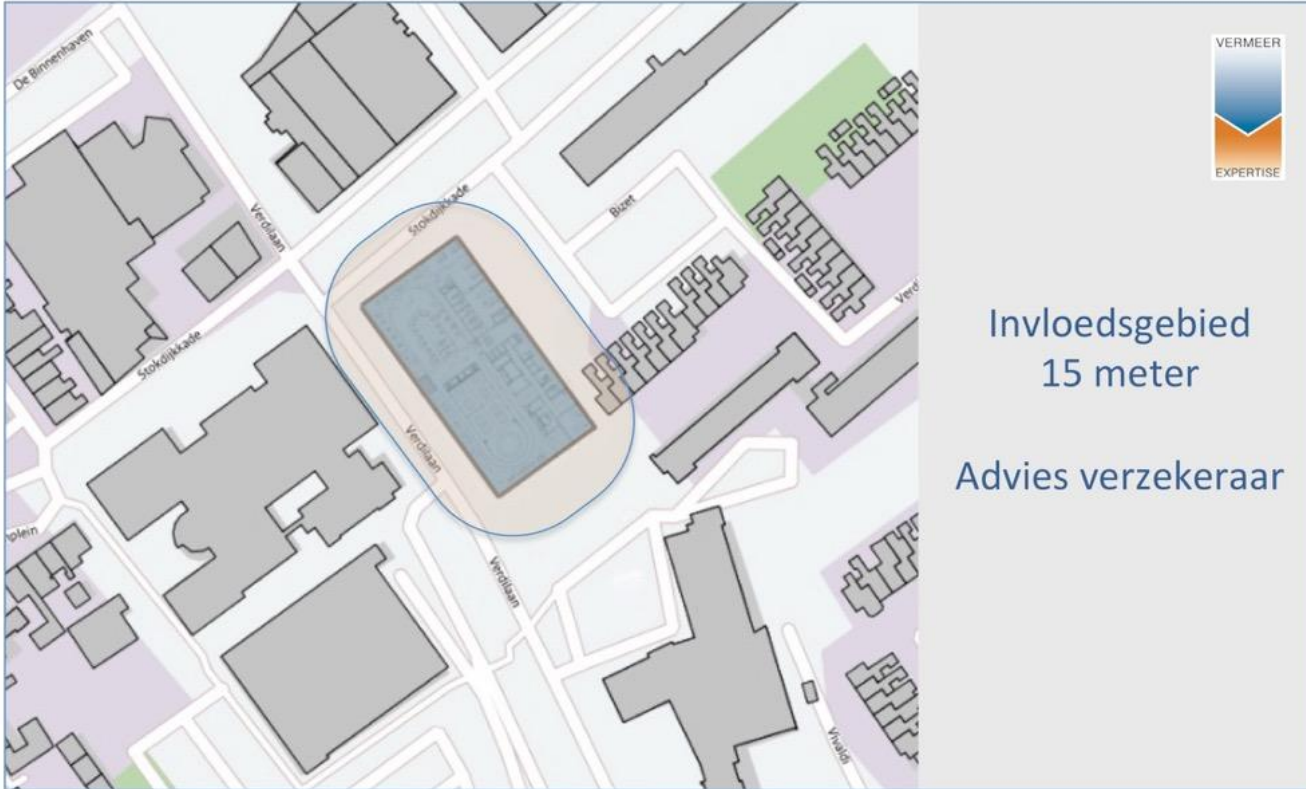 De Binnenhaven
Verdilaan
Stokdijkkade
Bizet
Stokdijkkade
Verdilaan
Verdilaan
Vivaldi
VERMEER
EXPERTISE
Invloedsgebied
15 meter
Advies verzekeraar